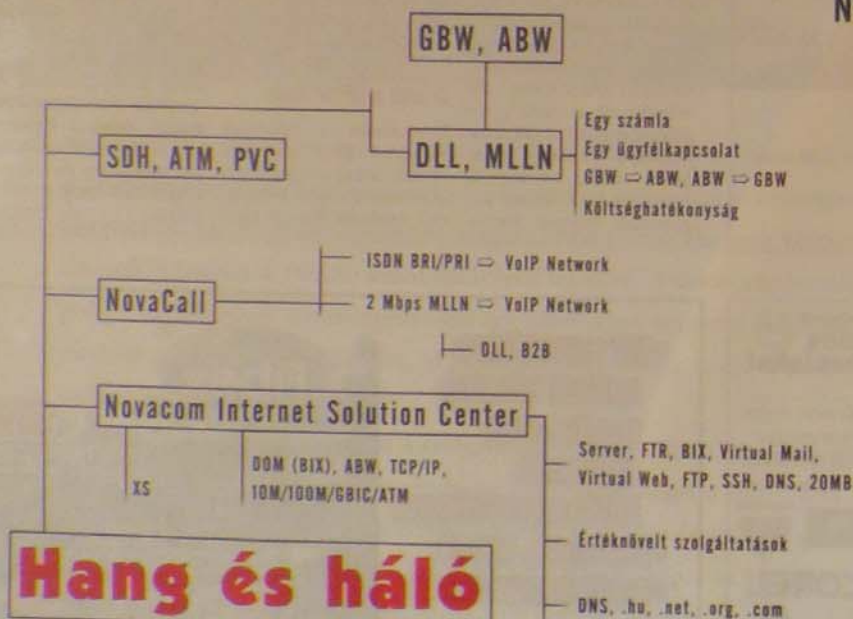 N
GBW, ABW
SDH, ATM, PVC
DLL, MLLN
Egy számla
Egy ügyfélkapcsolat
GBW ⇨ ABW, ABW ⇨ GBW
Költséghatékonyság
NovaCall
ISDN BRI/PRI ⇨ VoIP Network
2 Mbps MLLN ⇨ VoIP Network
DLL, B2B
Novacom Internet Solution Center
XS
DOM (BIX), ABW, TCP/IP,
10M/100M/GBIC/ATM
Server, FTR, BIX, Virtual Mail,
Virtual Web, FTP, SSH, DNS, 20MB
Értéknövelt szolgáltatások
DNS, .hu, .net, .org, .com
Hang és háló